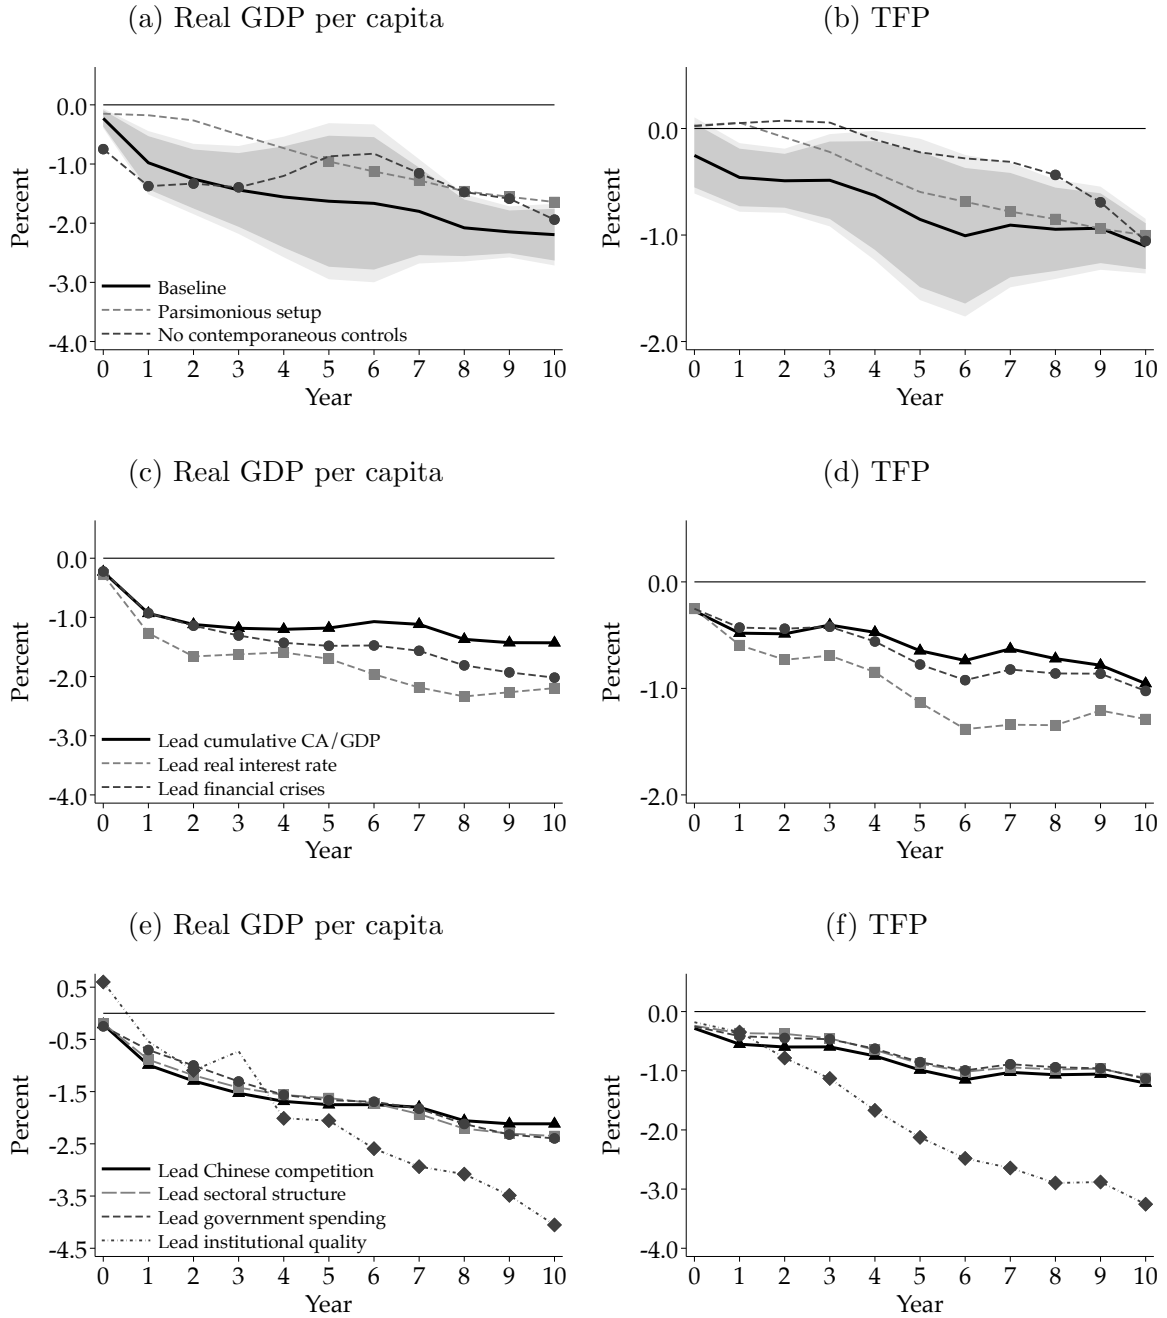 (a) Real GDP per capita
0.0
-1.0
-2.0
-3.0
-4.0
Percent
Baseline
Parsimonious setup
No contemporaneous controls
0 1 2 3 4 5 6 7 8 9 10
Year
(b) TFP
0.0
-1.0
-2.0
Percent
0 1 2 3 4 5 6 7 8 9 10
Year
(c) Real GDP per capita
0.0
-1.0
-2.0
-3.0
-4.0
Percent
Lead cumulative CA/GDP
Lead real interest rate
Lead financial crises
0 1 2 3 4 5 6 7 8 9 10
Year
(d) TFP
0.0
-1.0
-2.0
Percent
0 1 2 3 4 5 6 7 8 9 10
Year
(e) Real GDP per capita
0.5
-0.5
-1.5
-2.5
-3.5
-4.5
Percent
Lead Chinese competition
Lead sectoral structure
Lead government spending
Lead institutional quality
0 1 2 3 4 5 6 7 8 9 10
Year
(f) TFP
0.0
-1.0
-2.0
-3.0
-4.0
Percent
0 1 2 3 4 5 6 7 8 9 10
Year